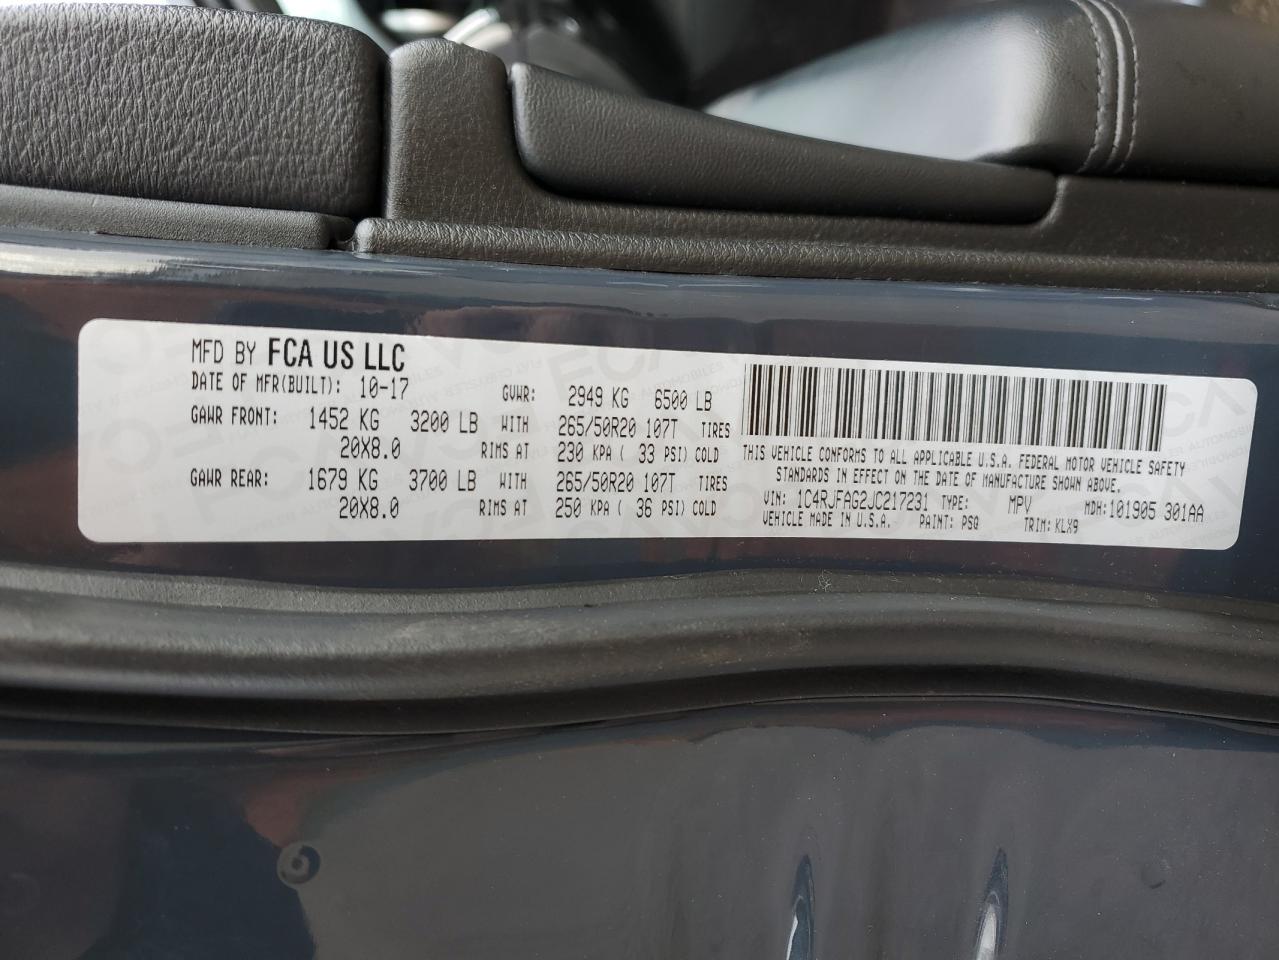 MFD BY FCA US LLC
DATE OF MFR(BUILT): 10-17 GVWR: 2949 KG 6500 LB
GAWR FRONT: 1452 KG 3200 LB WITH 265/50R20 107T TIRES
20X8.0 RIMS AT 230 KPA ( 33 PSI) COLD
GAWR REAR: 1679 KG 3700 LB WITH 265/50R20 107T TIRES
20X8.0 RIMS AT 250 KPA ( 36 PSI) COLD
THIS VEHICLE CONFORMS TO ALL APPLICABLE U.S.A. FEDERAL MOTOR VEHICLE SAFETY
STANDARDS IN EFFECT ON THE DATE OF MANUFACTURE SHOWN ABOVE.
VIN: 1C4RJFAG2JC217231 TYPE: MPV MDH:101905 301AA
VEHICLE MADE IN U.S.A. PAINT: PSQ TRIM: KLX9